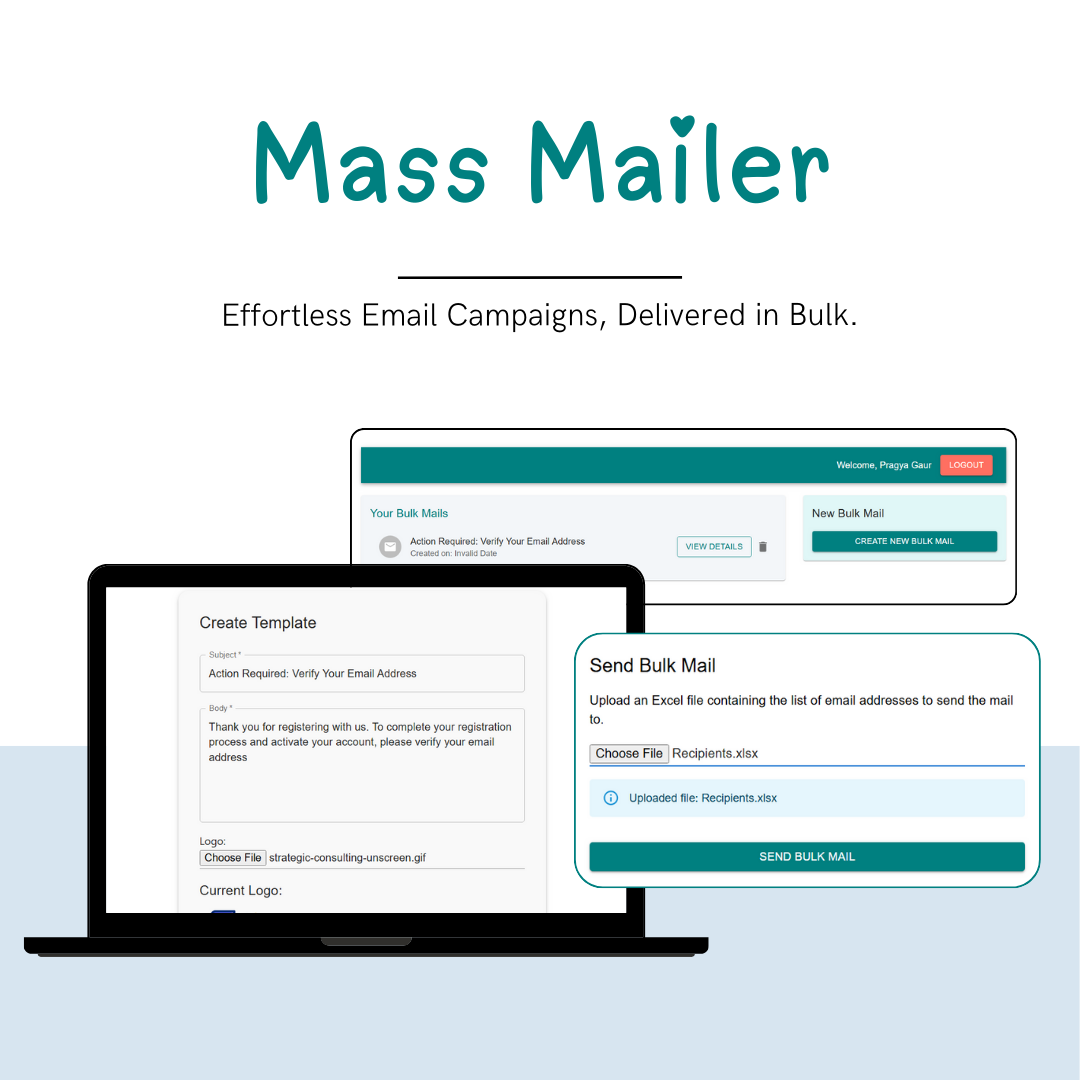 Mass Mailer
Effortless Email Campaigns, Delivered in Bulk.
Welcome, Pragya Gaur
LOGOUT
Your Bulk Mails
Action Required: Verify Your Email Address
Created on: Invalid Date
VIEW DETAILS
New Bulk Mail
CREATE NEW BULK MAIL
Create Template
Subject *
Action Required: Verify Your Email Address
Body *
Thank you for registering with us. To complete your registration
process and activate your account, please verify your email
address
Logo:
Choose File strategic-consulting-unscreen.gif
Current Logo:
Send Bulk Mail
Upload an Excel file containing the list of email addresses to send the mail
to.
Choose File Recipients.xlsx
Uploaded file: Recipients.xlsx
SEND BULK MAIL